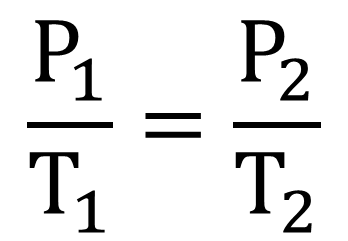 P₁/T₁ = P₂/T₂